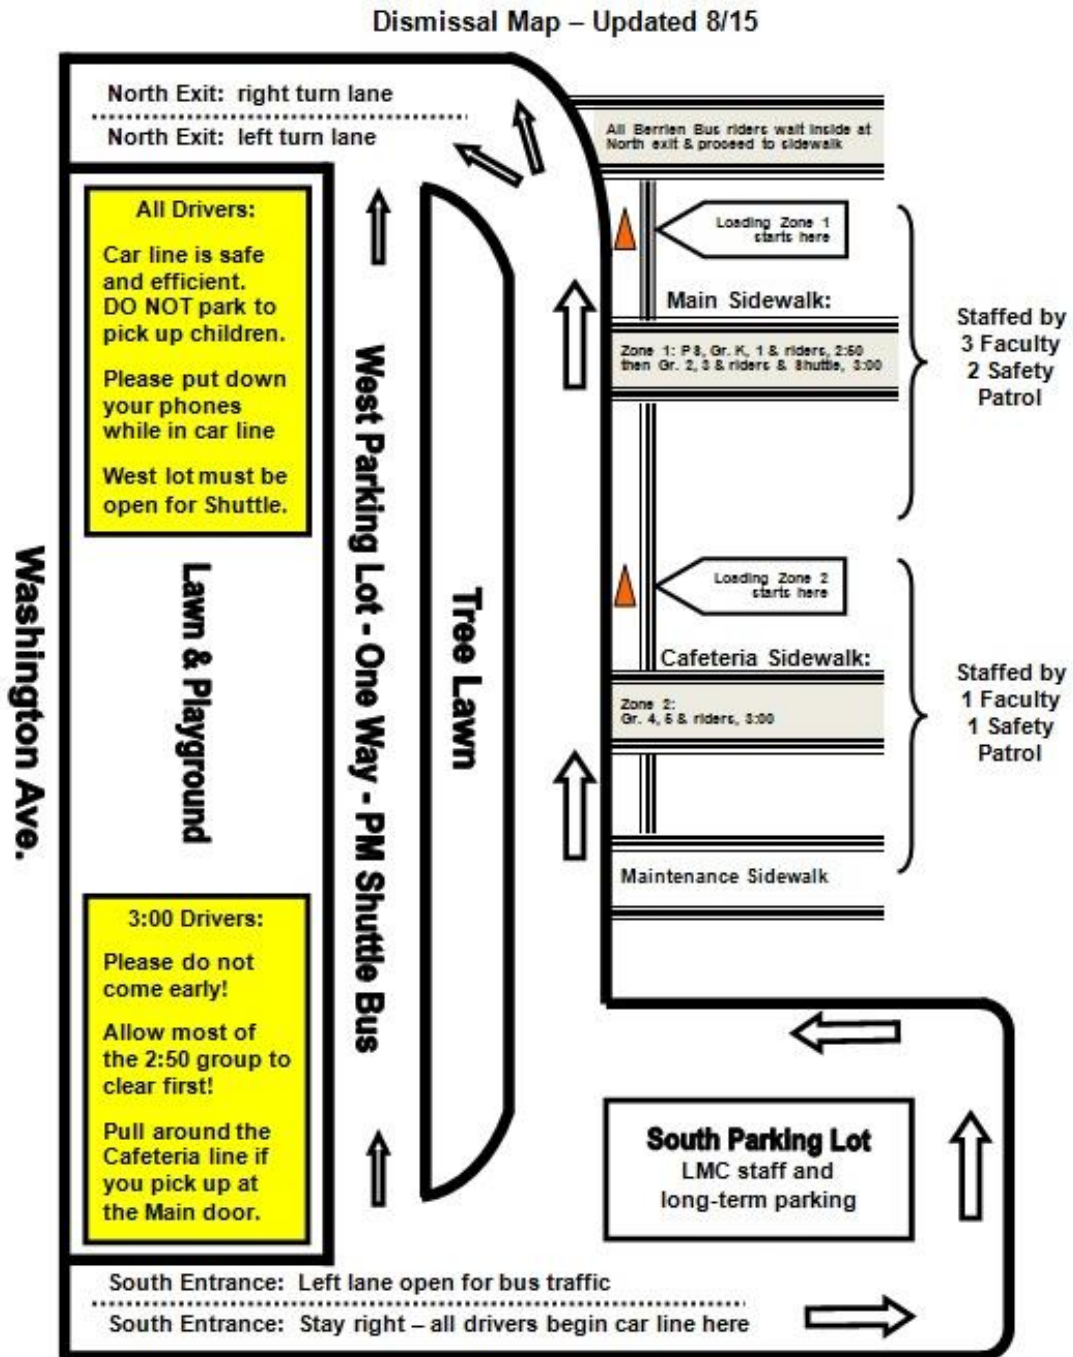 Dismissal Map – Updated 8/15
North Exit: right turn lane
North Exit: left turn lane
All Berrien Bus riders wait inside at
North exit & proceed to sidewalk
All Drivers:
Car line is safe
and efficient.
DO NOT park to
pick up children.
Please put down
your phones
while in car line
West lot must be
open for Shuttle.
Loading Zone 1
starts here
Main Sidewalk:
Zone 1: PS, Gr. K, 1 & riders, 2:50
then Gr. 2, 3 & riders & Shuttle, 3:00
Staffed by
3 Faculty
2 Safety
Patrol
Washington Ave.
Lawn & Playground
West Parking Lot - One Way - PM Shuttle Bus
Tree Lawn
Loading Zone 2
starts here
Cafeteria Sidewalk:
Zone 2:
Gr. 4, 5 & riders, 3:00
Staffed by
1 Faculty
1 Safety
Patrol
Maintenance Sidewalk
3:00 Drivers:
Please do not
come early!
Allow most of
the 2:50 group to
clear first!
Pull around the
Cafeteria line if
you pick up at
the Main door.
South Parking Lot
LMC staff and
long-term parking
South Entrance: Left lane open for bus traffic
South Entrance: Stay right – all drivers begin car line here